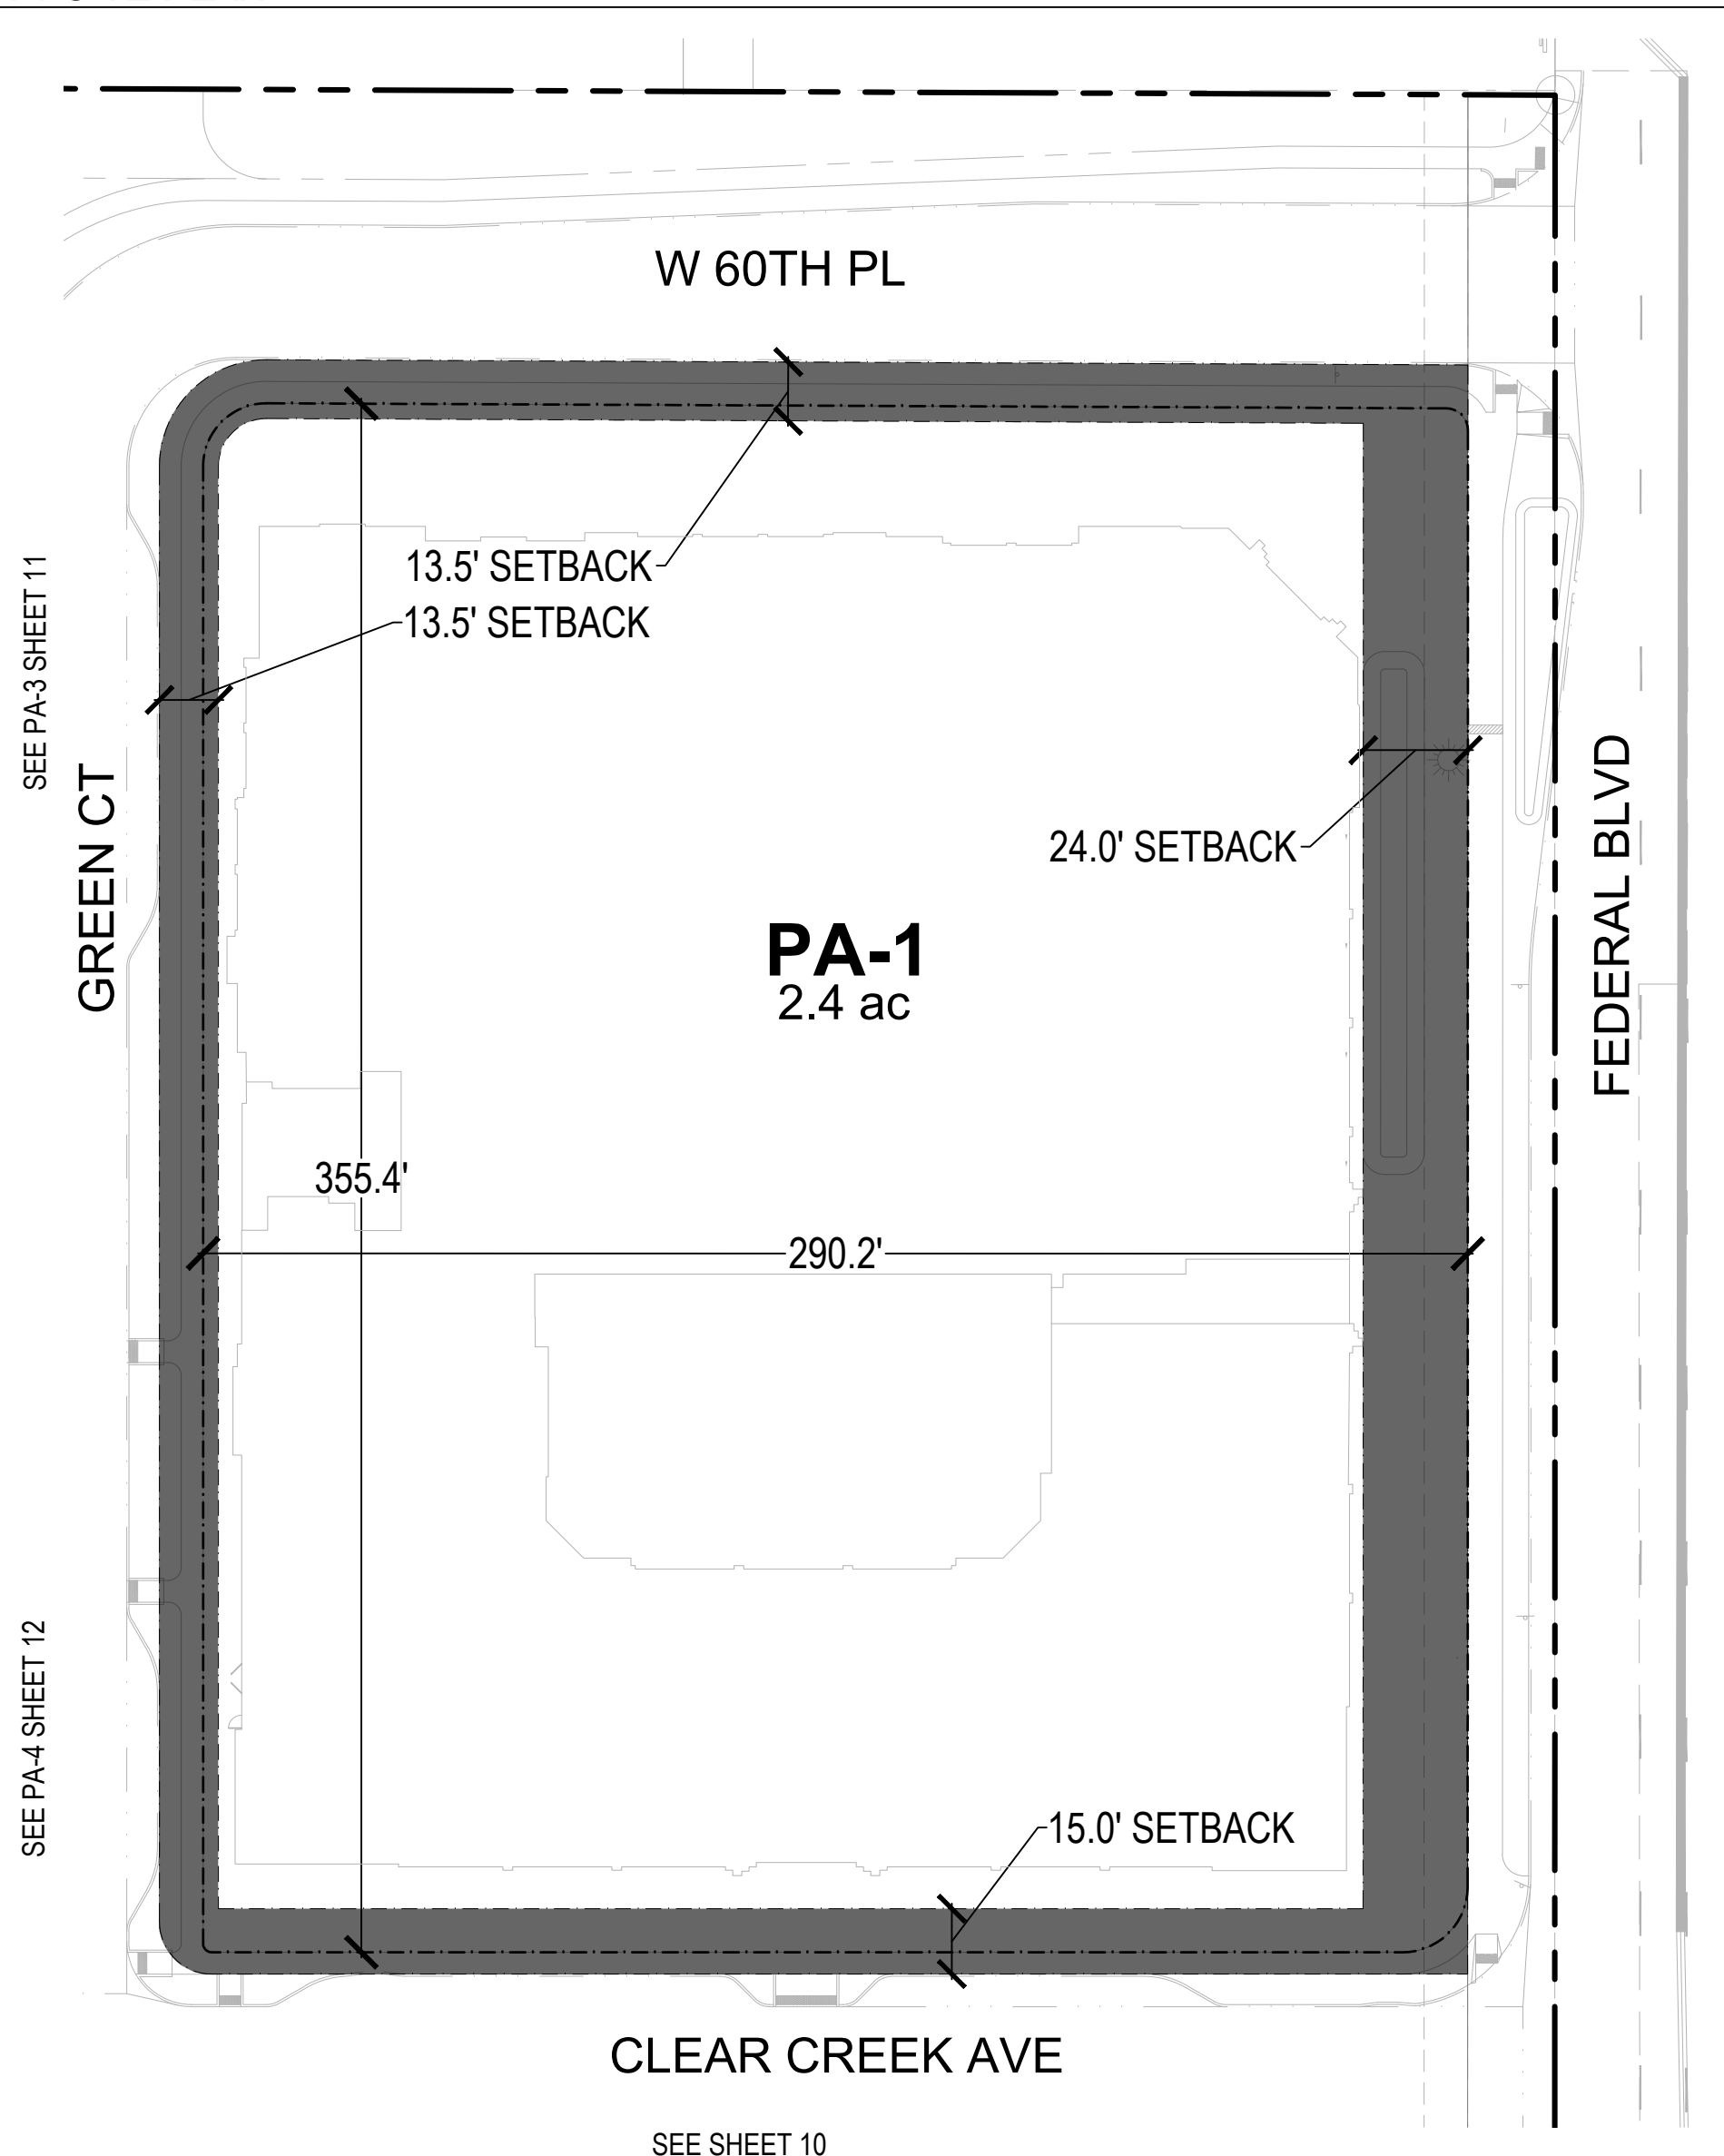 W 60TH PL
13.5' SETBACK
13.5' SETBACK
SEE PA-3 SHEET 11
GREEN CT
24.0' SETBACK
FEDERAL BLVD
PA-1
2.4 ac
355.4'
290.2'
SEE PA-4 SHEET 12
15.0' SETBACK
CLEAR CREEK AVE
SEE SHEET 10